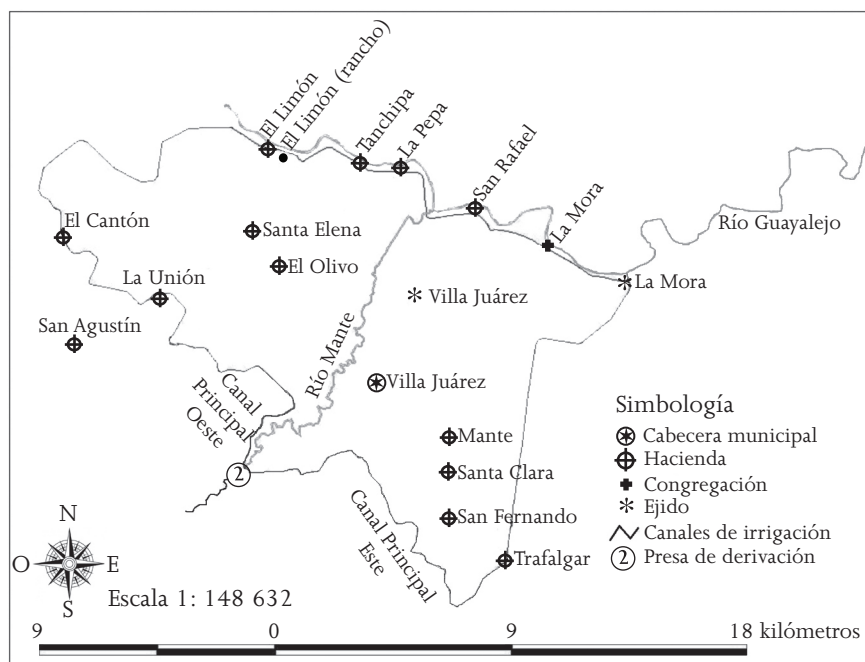 El Limón
El Limón (rancho)
Tanchipa
La Pepa
San Rafael
La Mora
Río Guayalejo
El Cantón
Santa Elena
El Olivo
La Unión
La Mora
Villa Juárez
San Agustín
Río Mante
Canal
Principal
Oeste
Villa Juárez
Mante
Santa Clara
San Fernando
Trafalgar
Canal Principal
Este
2
Simbología
Cabecera municipal
Hacienda
Congregación
Ejido
Canales de irrigación
2 Presa de derivación
N
O E
S
Escala 1: 148 632
9 0 9 18 kilómetros